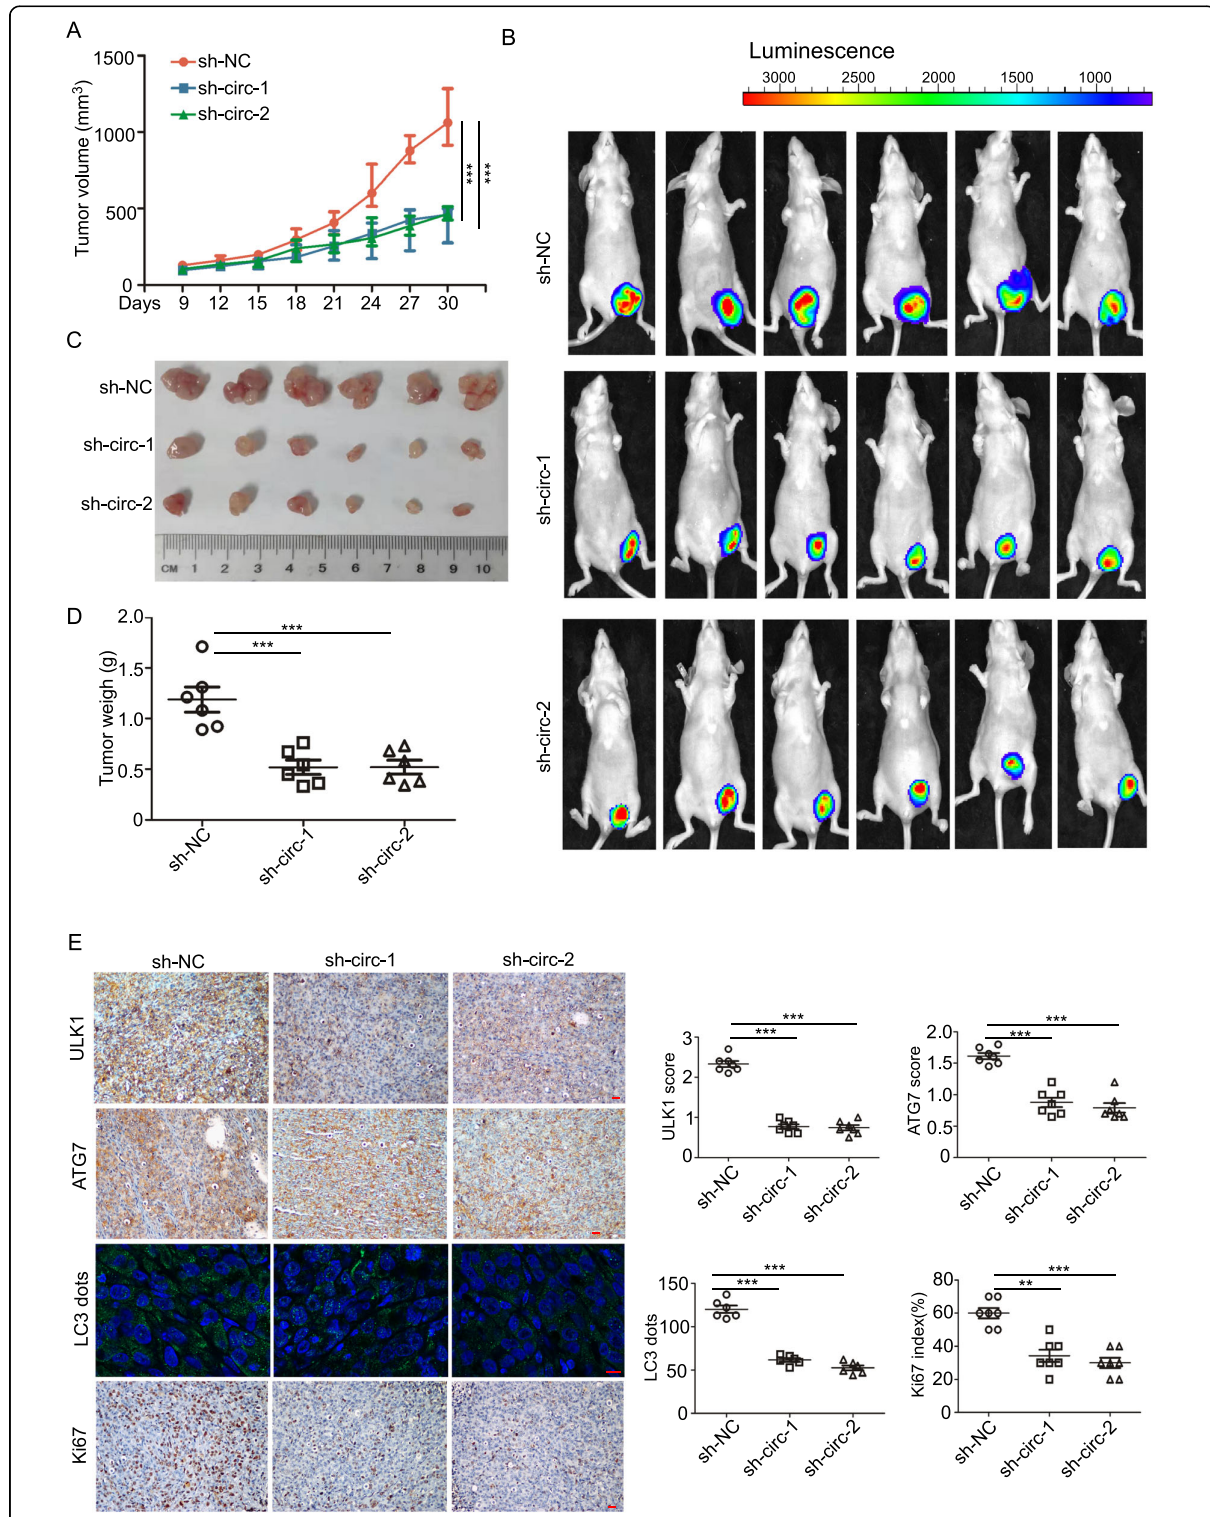 A
1500
1000
500
0
Tumor volume (mm³)
sh-NC
sh-circ-1
sh-circ-2
***
***
Days 9 12 15 18 21 24 27 30
B
Luminescence
3000 2500 2000 1500 1000
sh-NC
sh-circ-1
sh-circ-2
C
sh-NC
sh-circ-1
sh-circ-2
CM 1 2 3 4 5 6 7 8 9 10
D
2.0
1.5
1.0
0.5
0
Tumor weigh (g)
***
***
sh-NC
sh-circ-1
sh-circ-2
E
sh-NC sh-circ-1 sh-circ-2
ULK1
ATG7
LC3 dots
Ki67
3
2
1
0
ULK1 score
***
***
sh-NC
sh-circ-1
sh-circ-2
2.0
1.5
1.0
0.5
0
ATG7 score
***
***
sh-NC
sh-circ-1
sh-circ-2
150
100
50
0
LC3 dots
***
***
sh-NC
sh-circ-1
sh-circ-2
80
60
40
20
0
Ki67 index(%)
***
**
sh-NC
sh-circ-1
sh-circ-2